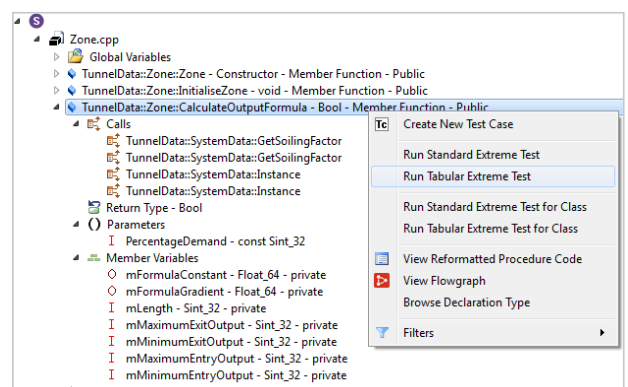 S
Zone.cpp
Global Variables
TunnelData::Zone::Zone - Constructor - Member Function - Public
TunnelData::Zone::InitialiseZone - void - Member Function - Public
TunnelData::Zone::CalculateOutputFormula - Bool - Member Function - Public
Calls
TunnelData::SystemData::GetSoilingFactor
TunnelData::SystemData::GetSoilingFactor
TunnelData::SystemData::Instance
TunnelData::SystemData::Instance
Return Type - Bool
() Parameters
I PercentageDemand - const Sint_32
Member Variables
O mFormulaConstant - Float_64 - private
O mFormulaGradient - Float_64 - private
I mLength - Sint_32 - private
I mMaximumExitOutput - Sint_32 - private
I mMinimumExitOutput - Sint_32 - private
I mMaximumEntryOutput - Sint_32 - private
I mMinimumEntryOutput - Sint_32 - private
Tc Create New Test Case
Run Standard Extreme Test
Run Tabular Extreme Test
Run Standard Extreme Test for Class
Run Tabular Extreme Test for Class
View Reformatted Procedure Code
View Flowgraph
Browse Declaration Type
Filters